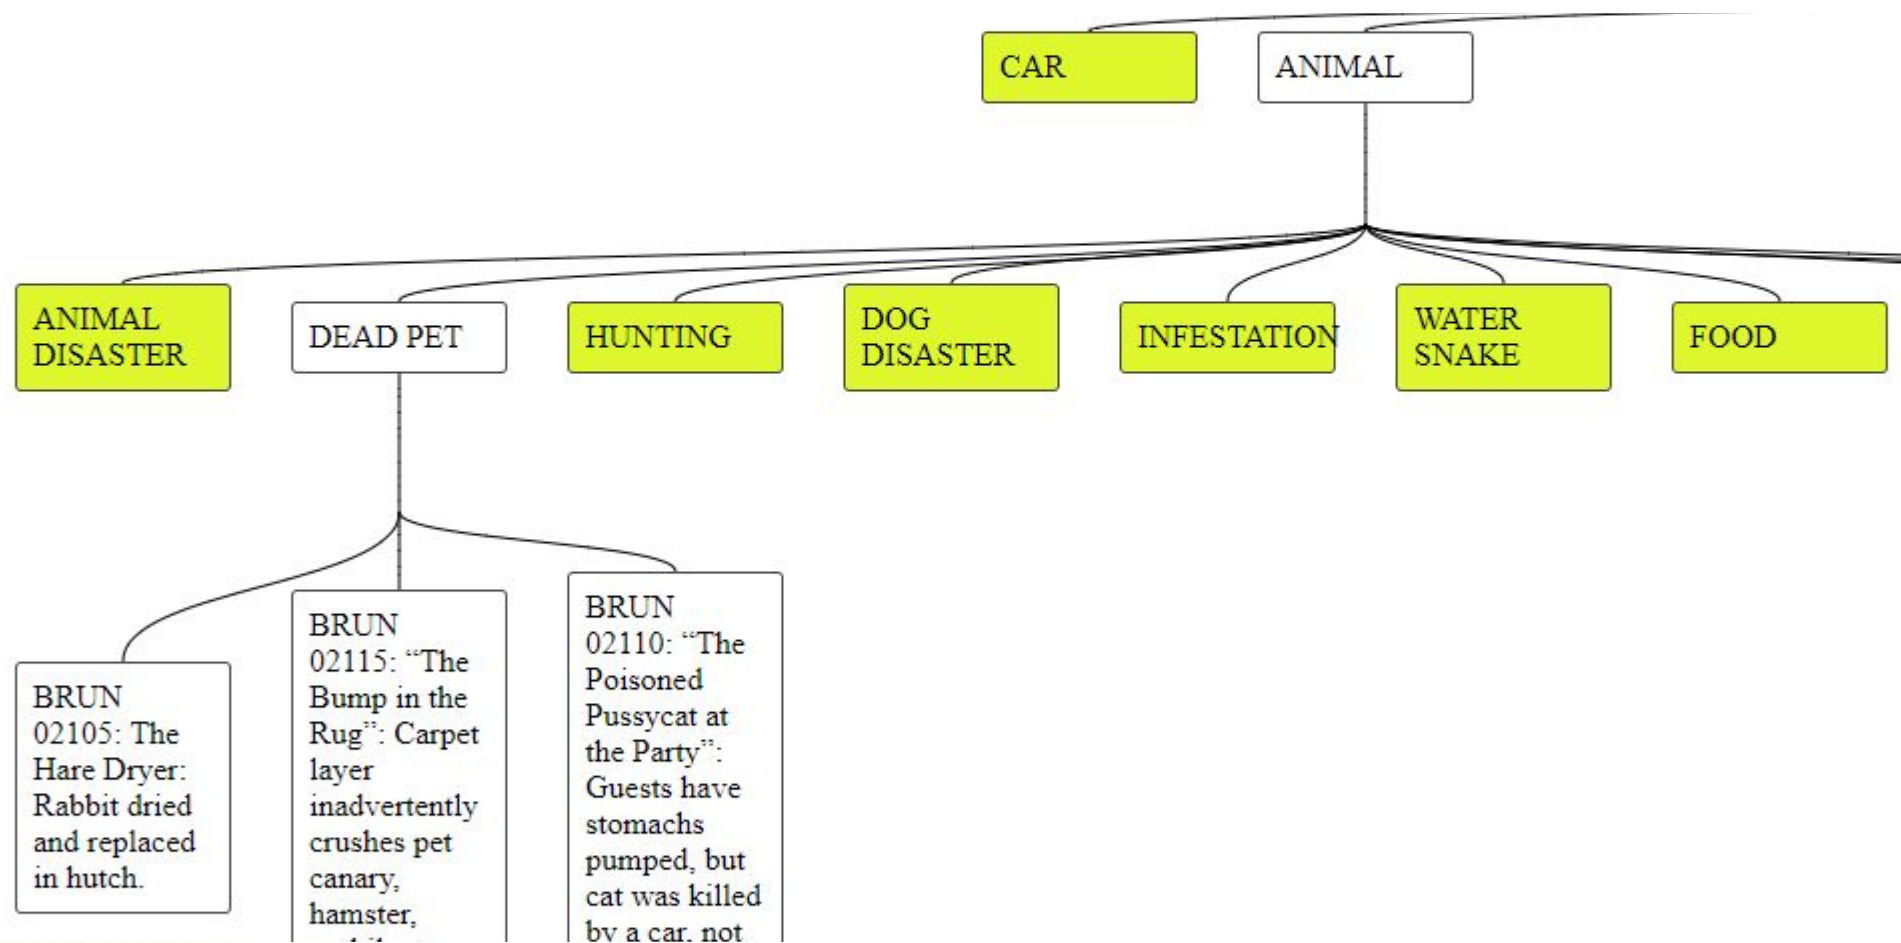 CAR
ANIMAL
ANIMAL
DISASTER
DEAD PET
HUNTING
DOG
DISASTER
INFESTATION
WATER
SNAKE
FOOD
BRUN
02105: The
Hare Dryer:
Rabbit dried
and replaced
in hutch.
BRUN
02115: “The
Bump in the
Rug”: Carpet
layer
inadvertently
crushes pet
canary,
hamster,
BRUN
02110: “The
Poisoned
Pussycat at
the Party”:
Guests have
stomachs
pumped, but
cat was killed
by a car, not